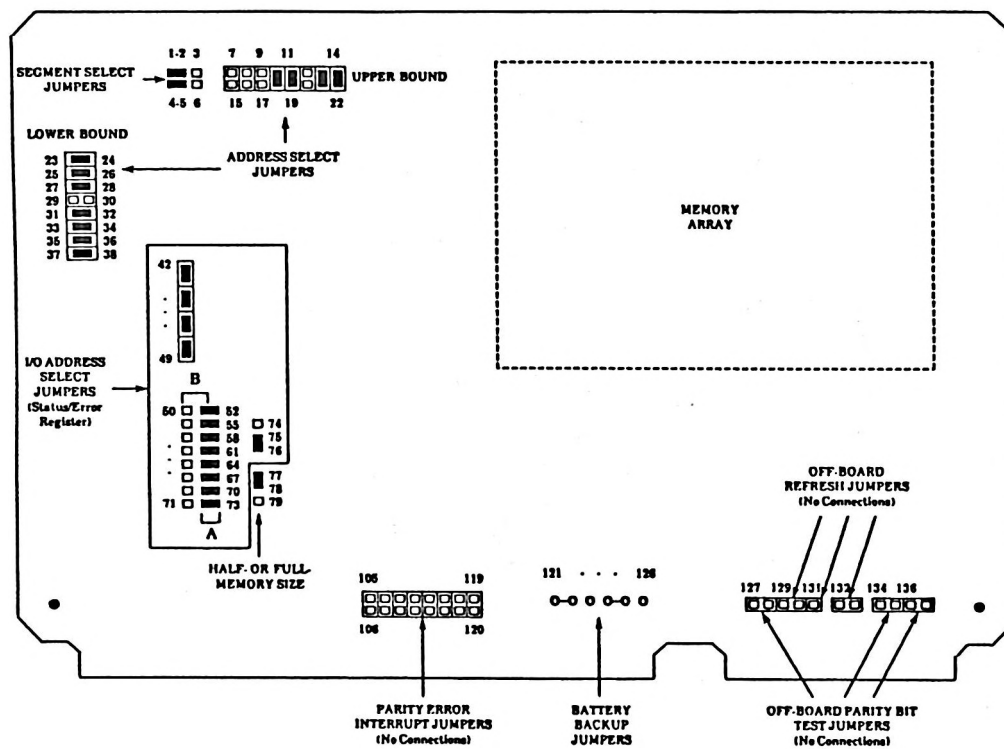 1-2 3 7 9 11 14
SEGMENT SELECT
JUMPERS
UPPER BOUND
4-5 6 15 17 19 22
LOWER BOUND
ADDRESS SELECT
JUMPERS
23 24
25 26
27 28
29 30
31 32
33 34
35 36
37 38
MEMORY
ARRAY
42
49
I/O ADDRESS
SELECT
JUMPERS
(Status/Error
Register)
B
50 52
55
58
61
64
67
70
71 73
A
74
75
76
77
78
79
HALF- OR FULL-
MEMORY SIZE
OFF-BOARD
REFRESH JUMPERS
(No Connections)
105 119
106 120
121 . . . 126
127 129 131 132 134 136
PARITY ERROR
INTERRUPT JUMPERS
(No Connections)
BATTERY
BACKUP
JUMPERS
OFF-BOARD PARITY BIT
TEST JUMPERS
(No Connections)